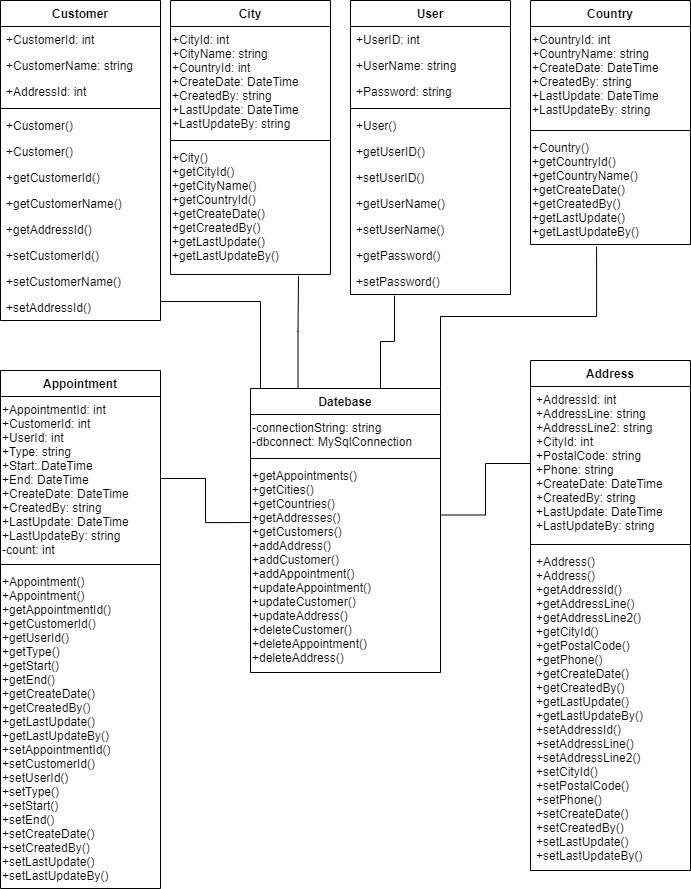 Customer
+CustomerId: int
+CustomerName: string
+AddressId: int
+Customer()
+Customer()
+getCustomerId()
+getCustomerName()
+getAddressId()
+setCustomerId()
+setCustomerName()
+setAddressId()
City
+CityId: int
+CityName: string
+CountryId: int
+CreateDate: DateTime
+CreatedBy: string
+LastUpdate: DateTime
+LastUpdateBy: string
+City()
+getCityId()
+getCityName()
+getCountryId()
+getCreateDate()
+getCreatedBy()
+getLastUpdate()
+getLastUpdateBy()
User
+UserID: int
+UserName: string
+Password: string
+User()
+getUserID()
+setUserID()
+getUserName()
+setUserName()
+getPassword()
+setPassword()
Country
+CountryId: int
+CountryName: string
+CreateDate: DateTime
+CreatedBy: string
+LastUpdate: DateTime
+LastUpdateBy: string
+Country()
+getCountryId()
+getCountryName()
+getCreateDate()
+getCreatedBy()
+getLastUpdate()
+getLastUpdateBy()
Appointment
+AppointmentId: int
+CustomerId: int
+UserId: int
+Type: string
+Start: DateTime
+End: DateTime
+CreateDate: DateTime
+CreatedBy: string
+LastUpdate: DateTime
+LastUpdateBy: string
-count: int
+Appointment()
+Appointment()
+getAppointmentId()
+getCustomerId()
+getUserId()
+getType()
+getStart()
+getEnd()
+getCreateDate()
+getCreatedBy()
+getLastUpdate()
+getLastUpdateBy()
+setAppointmentId()
+setCustomerId()
+setUserId()
+setType()
+setStart()
+setEnd()
+setCreateDate()
+setCreatedBy()
+setLastUpdate()
+setLastUpdateBy()
Datebase
-connectionString: string
-dbconnect: MySqlConnection
+getAppointments()
+getCities()
+getCountries()
+getAddresses()
+getCustomers()
+addAddress()
+addCustomer()
+addAppointment()
+updateAppointment()
+updateCustomer()
+updateAddress()
+deleteCustomer()
+deleteAppointment()
+deleteAddress()
Address
+AddressId: int
+AddressLine: string
+AddressLine2: string
+CityId: int
+PostalCode: string
+Phone: string
+CreateDate: DateTime
+CreatedBy: string
+LastUpdate: DateTime
+LastUpdateBy: string
+Address()
+Address()
+getAddressId()
+getAddressLine()
+getAddressLine2()
+getCityId()
+getPostalCode()
+getPhone()
+getCreateDate()
+getCreatedBy()
+getLastUpdate()
+getLastUpdateBy()
+setAddressId()
+setAddressLine()
+setAddressLine2()
+setCityId()
+setPostalCode()
+setPhone()
+setCreateDate()
+setCreatedBy()
+setLastUpdate()
+setLastUpdateBy()